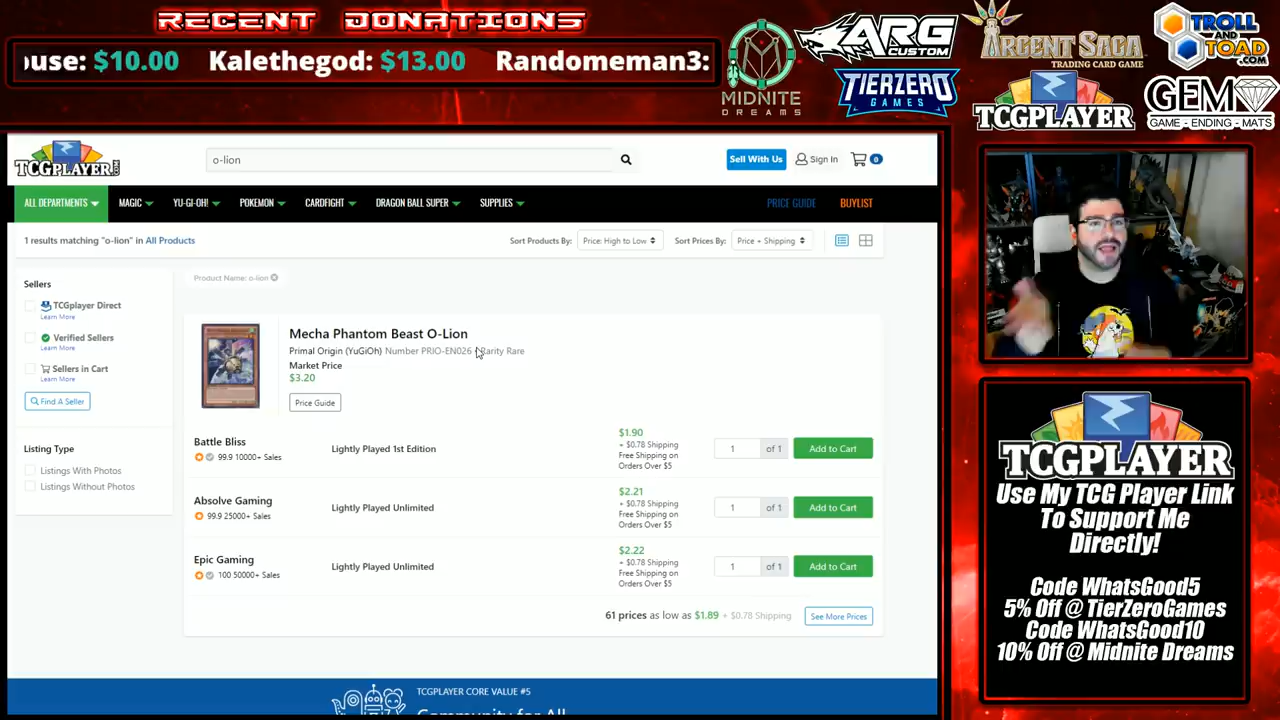 RECENT DONATIONS
use: $10.00 Kalethegod: $13.00 Randomeman3:
MIDNITE
DREAMS
ARG
CUSTOM
TIERZERO
GAMES
ARGENT SAGA
TRADING CARD GAME
TCGPLAYER
TROLL
AND
TOAD
.COM
GEM
GAME - ENDING - MATS
TCGPLAYER.COM
o-lion
Sell With Us
Sign In
0
ALL DEPARTMENTS
MAGIC
YU-GI-OH!
POKEMON
CARDFIGHT
DRAGON BALL SUPER
SUPPLIES
PRICE GUIDE
BUYLIST
1 results matching "o-lion" in All Products
Sort Products By: Price: High to Low
Sort Prices By: Price + Shipping
Sellers
TCGplayer Direct
Learn More
Verified Sellers
Learn More
Sellers in Cart
Learn More
Find A Seller
Listing Type
Listings With Photos
Listings Without Photos
Product Name: o-lion
Mecha Phantom Beast O-Lion
Primal Origin (YuGiOh) Number PRIO-EN026 Rarity Rare
Market Price
$3.20
Price Guide
Battle Bliss
99.9 10000+ Sales
Lightly Played 1st Edition
$1.90
+ $0.78 Shipping
Free Shipping on
Orders Over $5
1 of 1
Add to Cart
Absolve Gaming
99.9 25000+ Sales
Lightly Played Unlimited
$2.21
+ $0.78 Shipping
Free Shipping on
Orders Over $5
1 of 1
Add to Cart
Epic Gaming
100 50000+ Sales
Lightly Played Unlimited
$2.22
+ $0.78 Shipping
Free Shipping on
Orders Over $5
1 of 1
Add to Cart
61 prices as low as $1.89 + $0.78 Shipping
See More Prices
TCGPLAYER CORE VALUE #5
Community for All
TCGPLAYER
Use My TCG Player Link
To Support Me
Directly!
Code WhatsGood5
5% Off @ TierZeroGames
Code WhatsGood10
10% Off @ Midnite Dreams